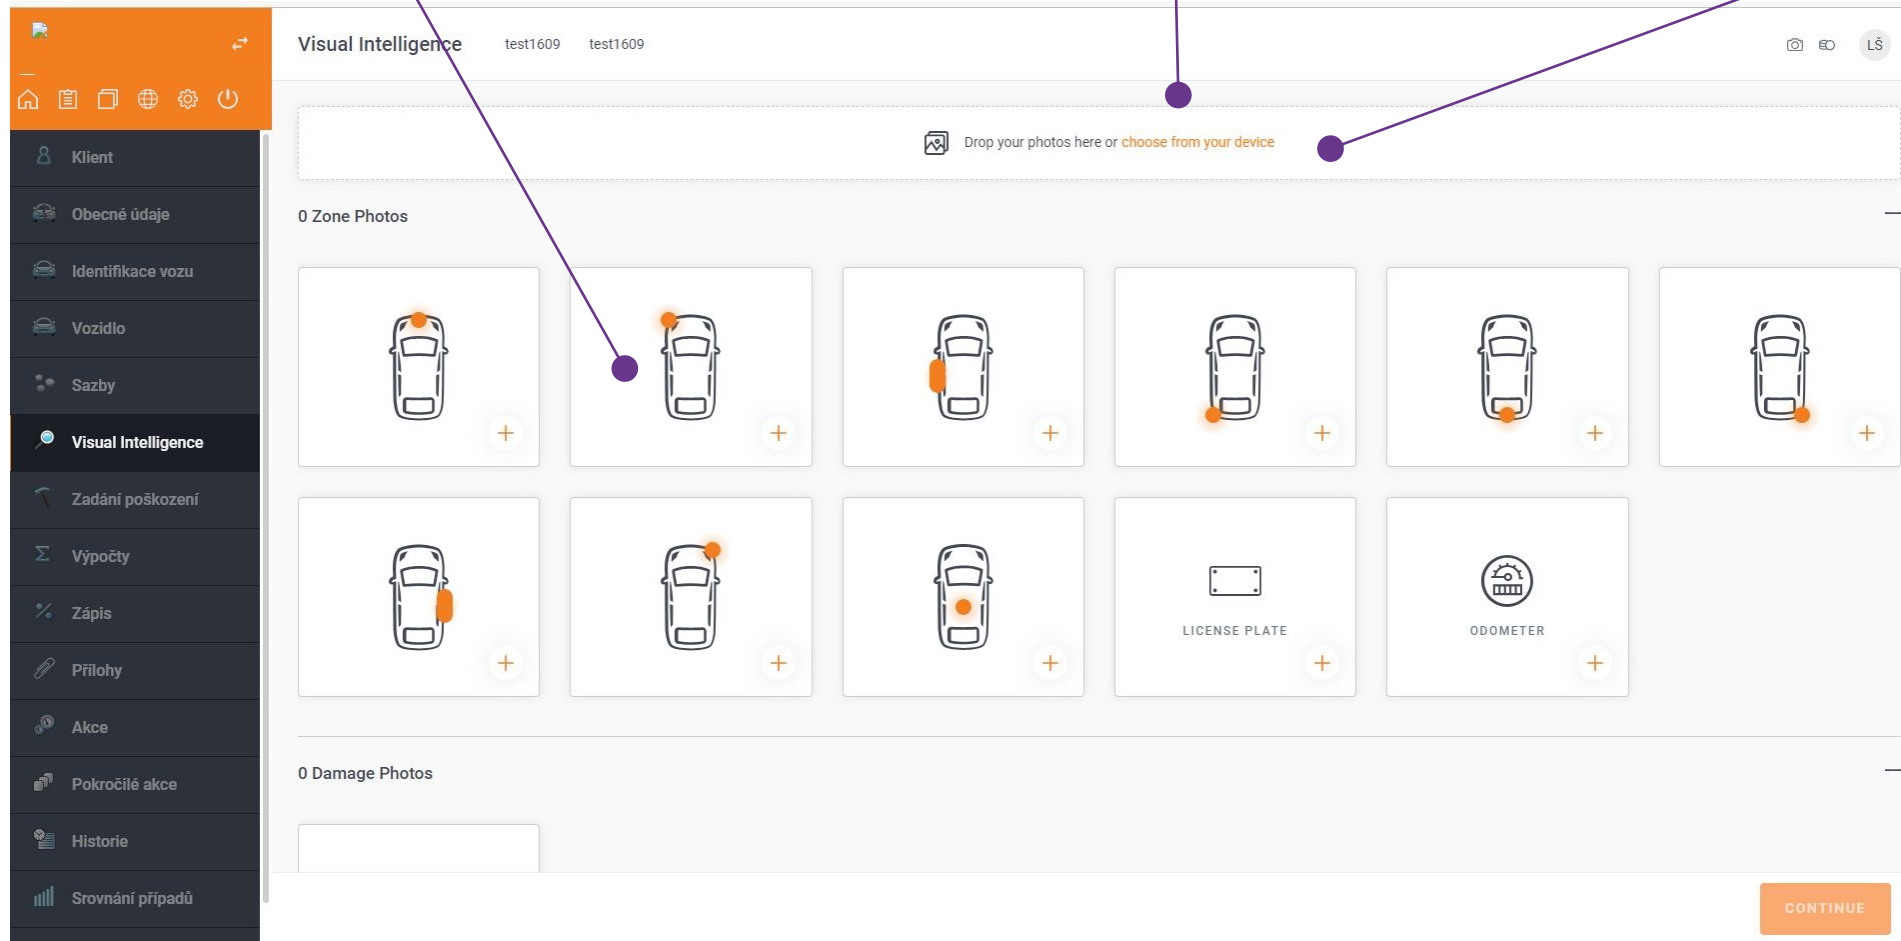 Visual Intelligence test1609 test1609
LŠ
Drop your photos here or choose from your device
Klient
Obecné údaje
Identifikace vozu
Vozidlo
Sazby
Visual Intelligence
Zadání poškození
Výpočty
Zápis
Přílohy
Akce
Pokročilé akce
Historie
Srovnání případů
0 Zone Photos
LICENSE PLATE
ODOMETER
0 Damage Photos
CONTINUE